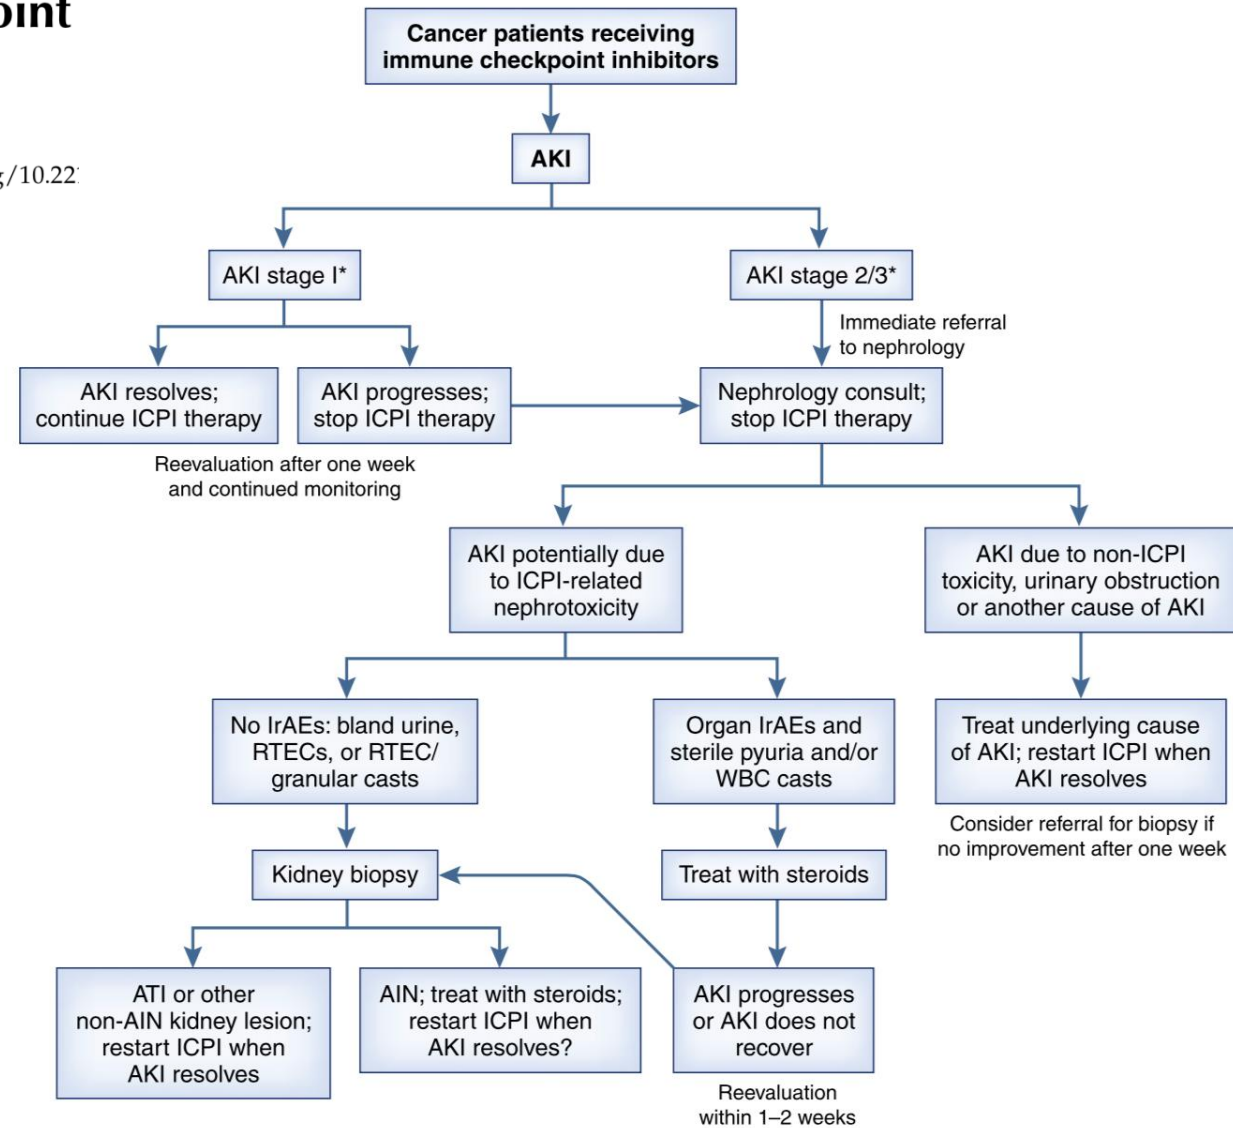 oint
g/10.22
Cancer patients receiving
immune checkpoint inhibitors
AKI
AKI stage I*
AKI stage 2/3*
Immediate referral
to nephrology
AKI resolves;
continue ICPI therapy
AKI progresses;
stop ICPI therapy
Nephrology consult;
stop ICPI therapy
Reevaluation after one week
and continued monitoring
AKI potentially due
to ICPI-related
nephrotoxicity
AKI due to non-ICPI
toxicity, urinary obstruction
or another cause of AKI
No IrAEs: bland urine,
RTECs, or RTEC/
granular casts
Organ IrAEs and
sterile pyuria and/or
WBC casts
Treat underlying cause
of AKI; restart ICPI when
AKI resolves
Consider referral for biopsy if
no improvement after one week
Kidney biopsy
Treat with steroids
ATI or other
non-AIN kidney lesion;
restart ICPI when
AKI resolves
AIN; treat with steroids;
restart ICPI when
AKI resolves?
AKI progresses
or AKI does not
recover
Reevaluation
within 1–2 weeks